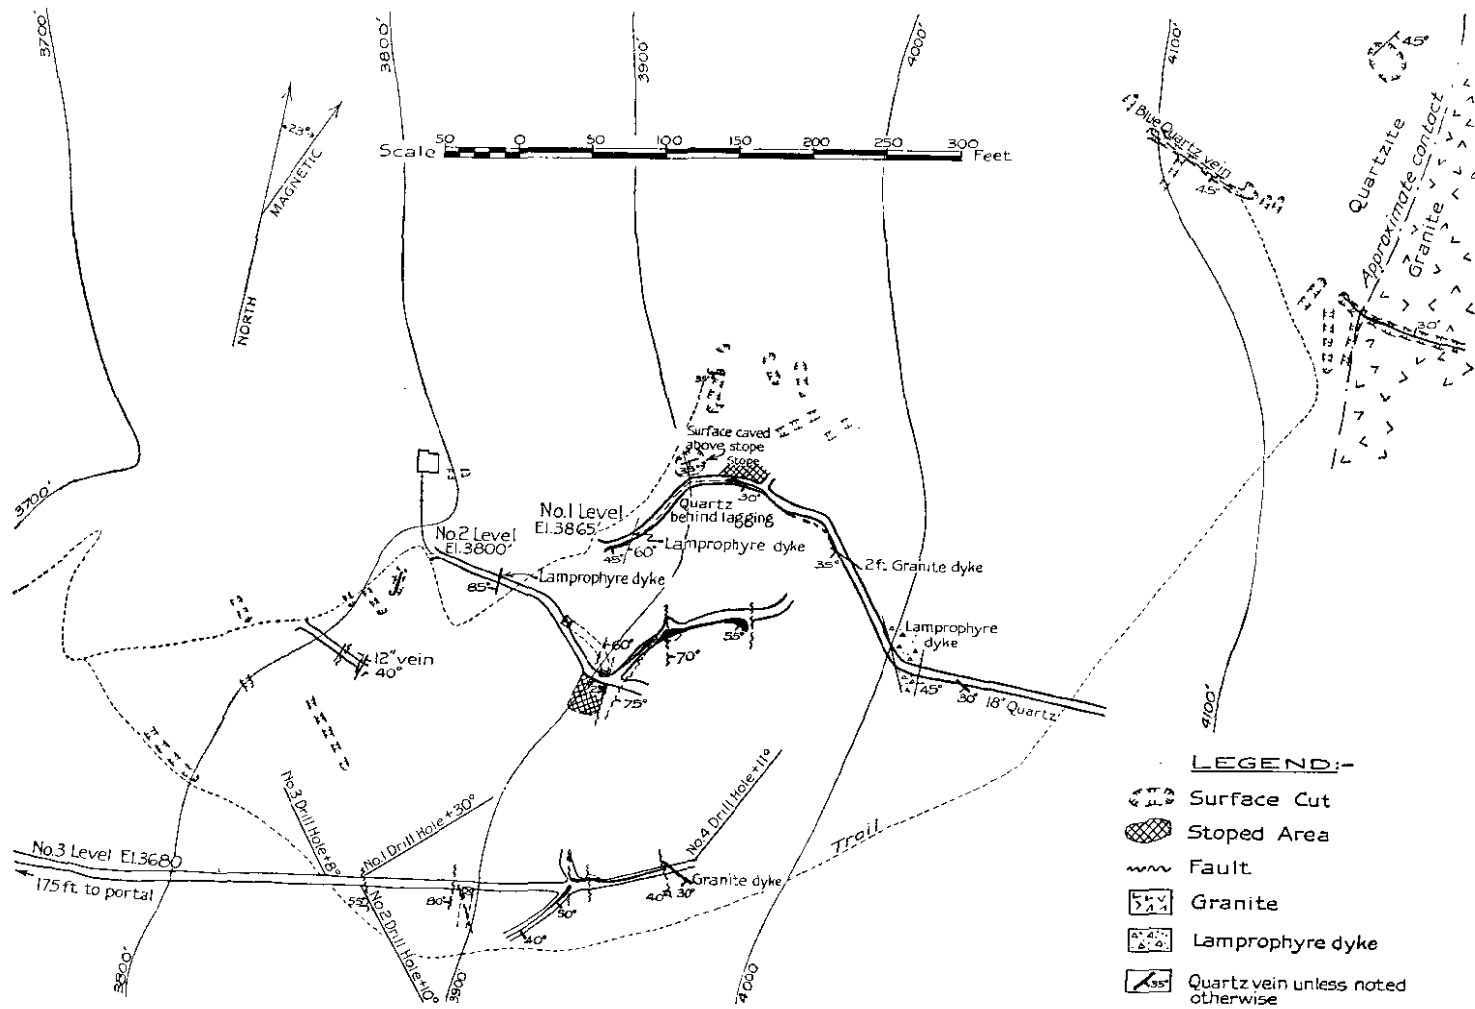 3700'
3800'
3900'
4000'
4100'
45°
23°
MAGNETIC
NORTH
50 0 50 100 150 200 250 300
Scale
Feet
Blue Quartz vein
45°
Quartzite
Approximate contact
Granite
30°
35°
Surface caved
above stope
Stope
35°
30°
Quartz
behind lagging
No.1 Level
El.3865'
45°
60°
Lamprophyre dyke
3700'
No.2 Level
El.3800'
85°
Lamprophyre dyke
35°
2ft. Granite dyke
12" vein
40°
60°
70°
55°
75°
Lamprophyre
dyke
45°
30°
18" Quartz
4100'
No.3 Drill Hole+8°
No.1 Drill Hole+30°
No.4 Drill Hole+11°
No.3 Level El.3680
175 ft. to portal
55°
80°
No.2 Drill Hole+10°
50°
40°
40°
30°
Granite dyke
Trail
3800'
3900'
4000
LEGEND:-
Surface Cut
Stoped Area
Fault
Granite
Lamprophyre dyke
35°
Quartz vein unless noted
otherwise